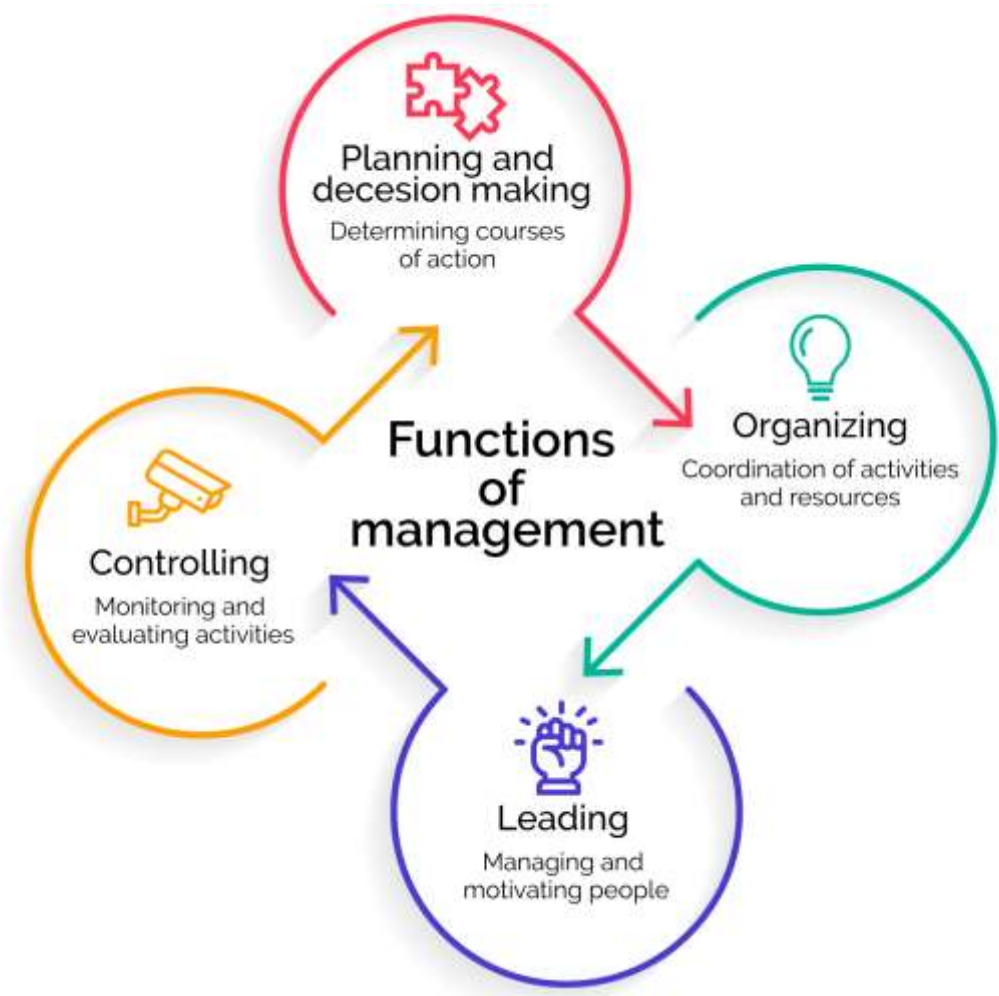 Planning and
decesion making
Determining courses
of action
Organizing
Coordination of activities
and resources
Functions
of
management
Controlling
Monitoring and
evaluating activities
Leading
Managing and
motivating people